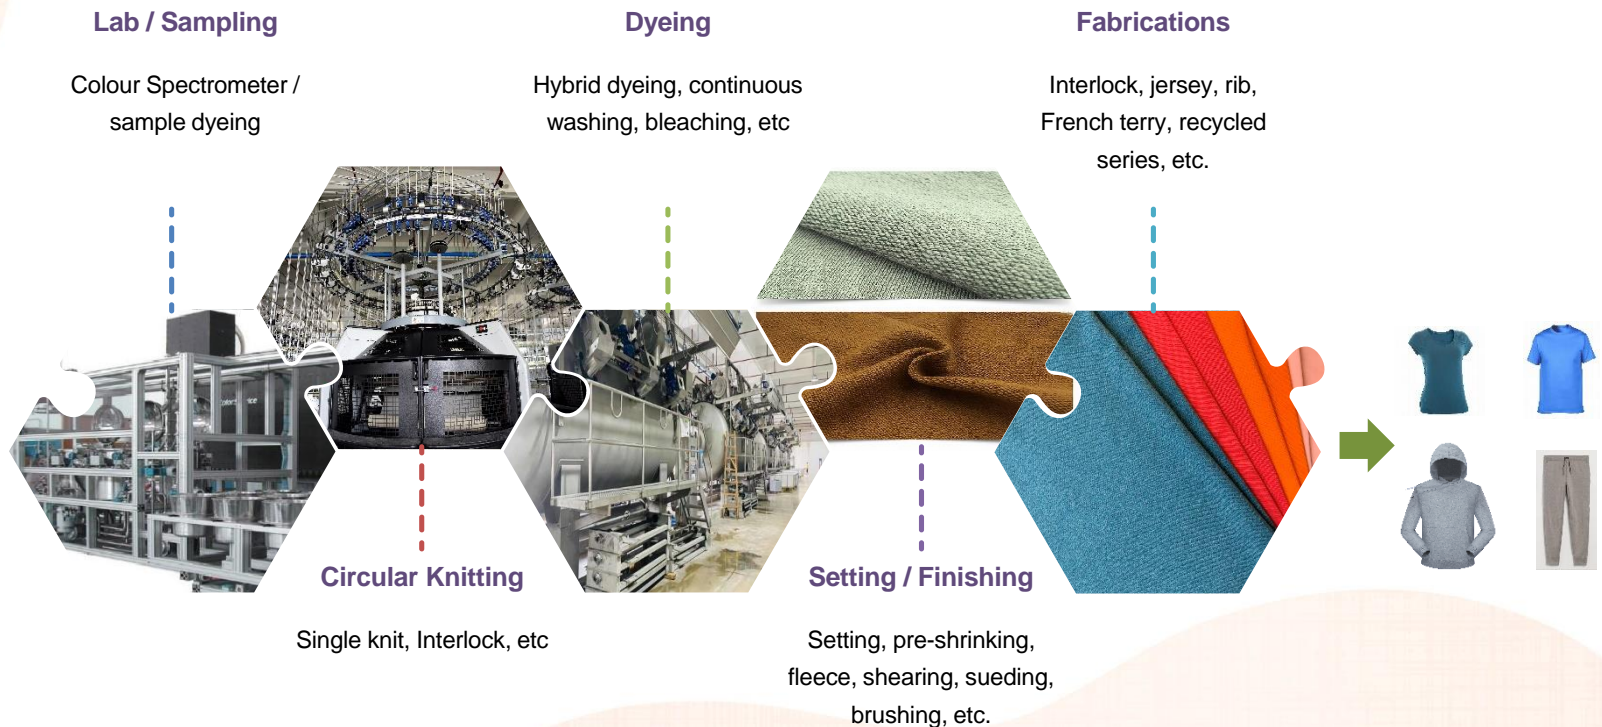 Lab / Sampling
Colour Spectrometer /
sample dyeing
Dyeing
Hybrid dyeing, continuous
washing, bleaching, etc
Fabrications
Interlock, jersey, rib,
French terry, recycled
series, etc.
Circular Knitting
Single knit, Interlock, etc
Setting / Finishing
Setting, pre-shrinking,
fleece, shearing, sueding,
brushing, etc.